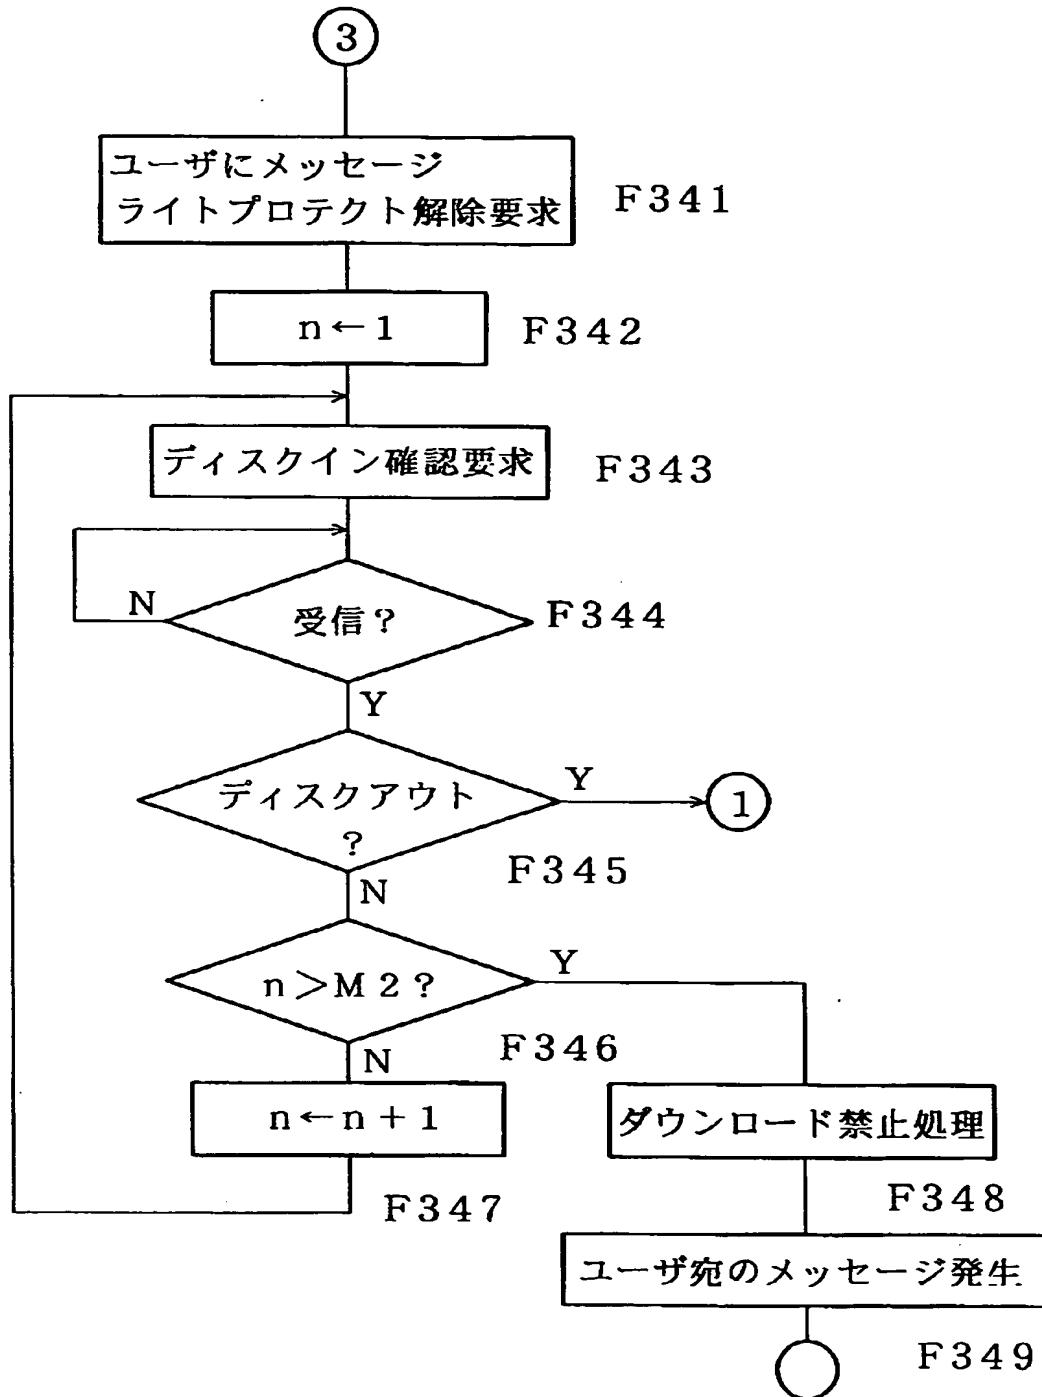 3
ユーザにメッセージ
ライトプロテクト解除要求
F341
n←1
F342
ディスクイン確認要求
F343
N
受信?
F344
Y
ディスクアウト
?
Y
1
F345
N
n>M2?
Y
F346
N
n←n+1
F347
ダウンロード禁止処理
F348
ユーザ宛のメッセージ発生
F349